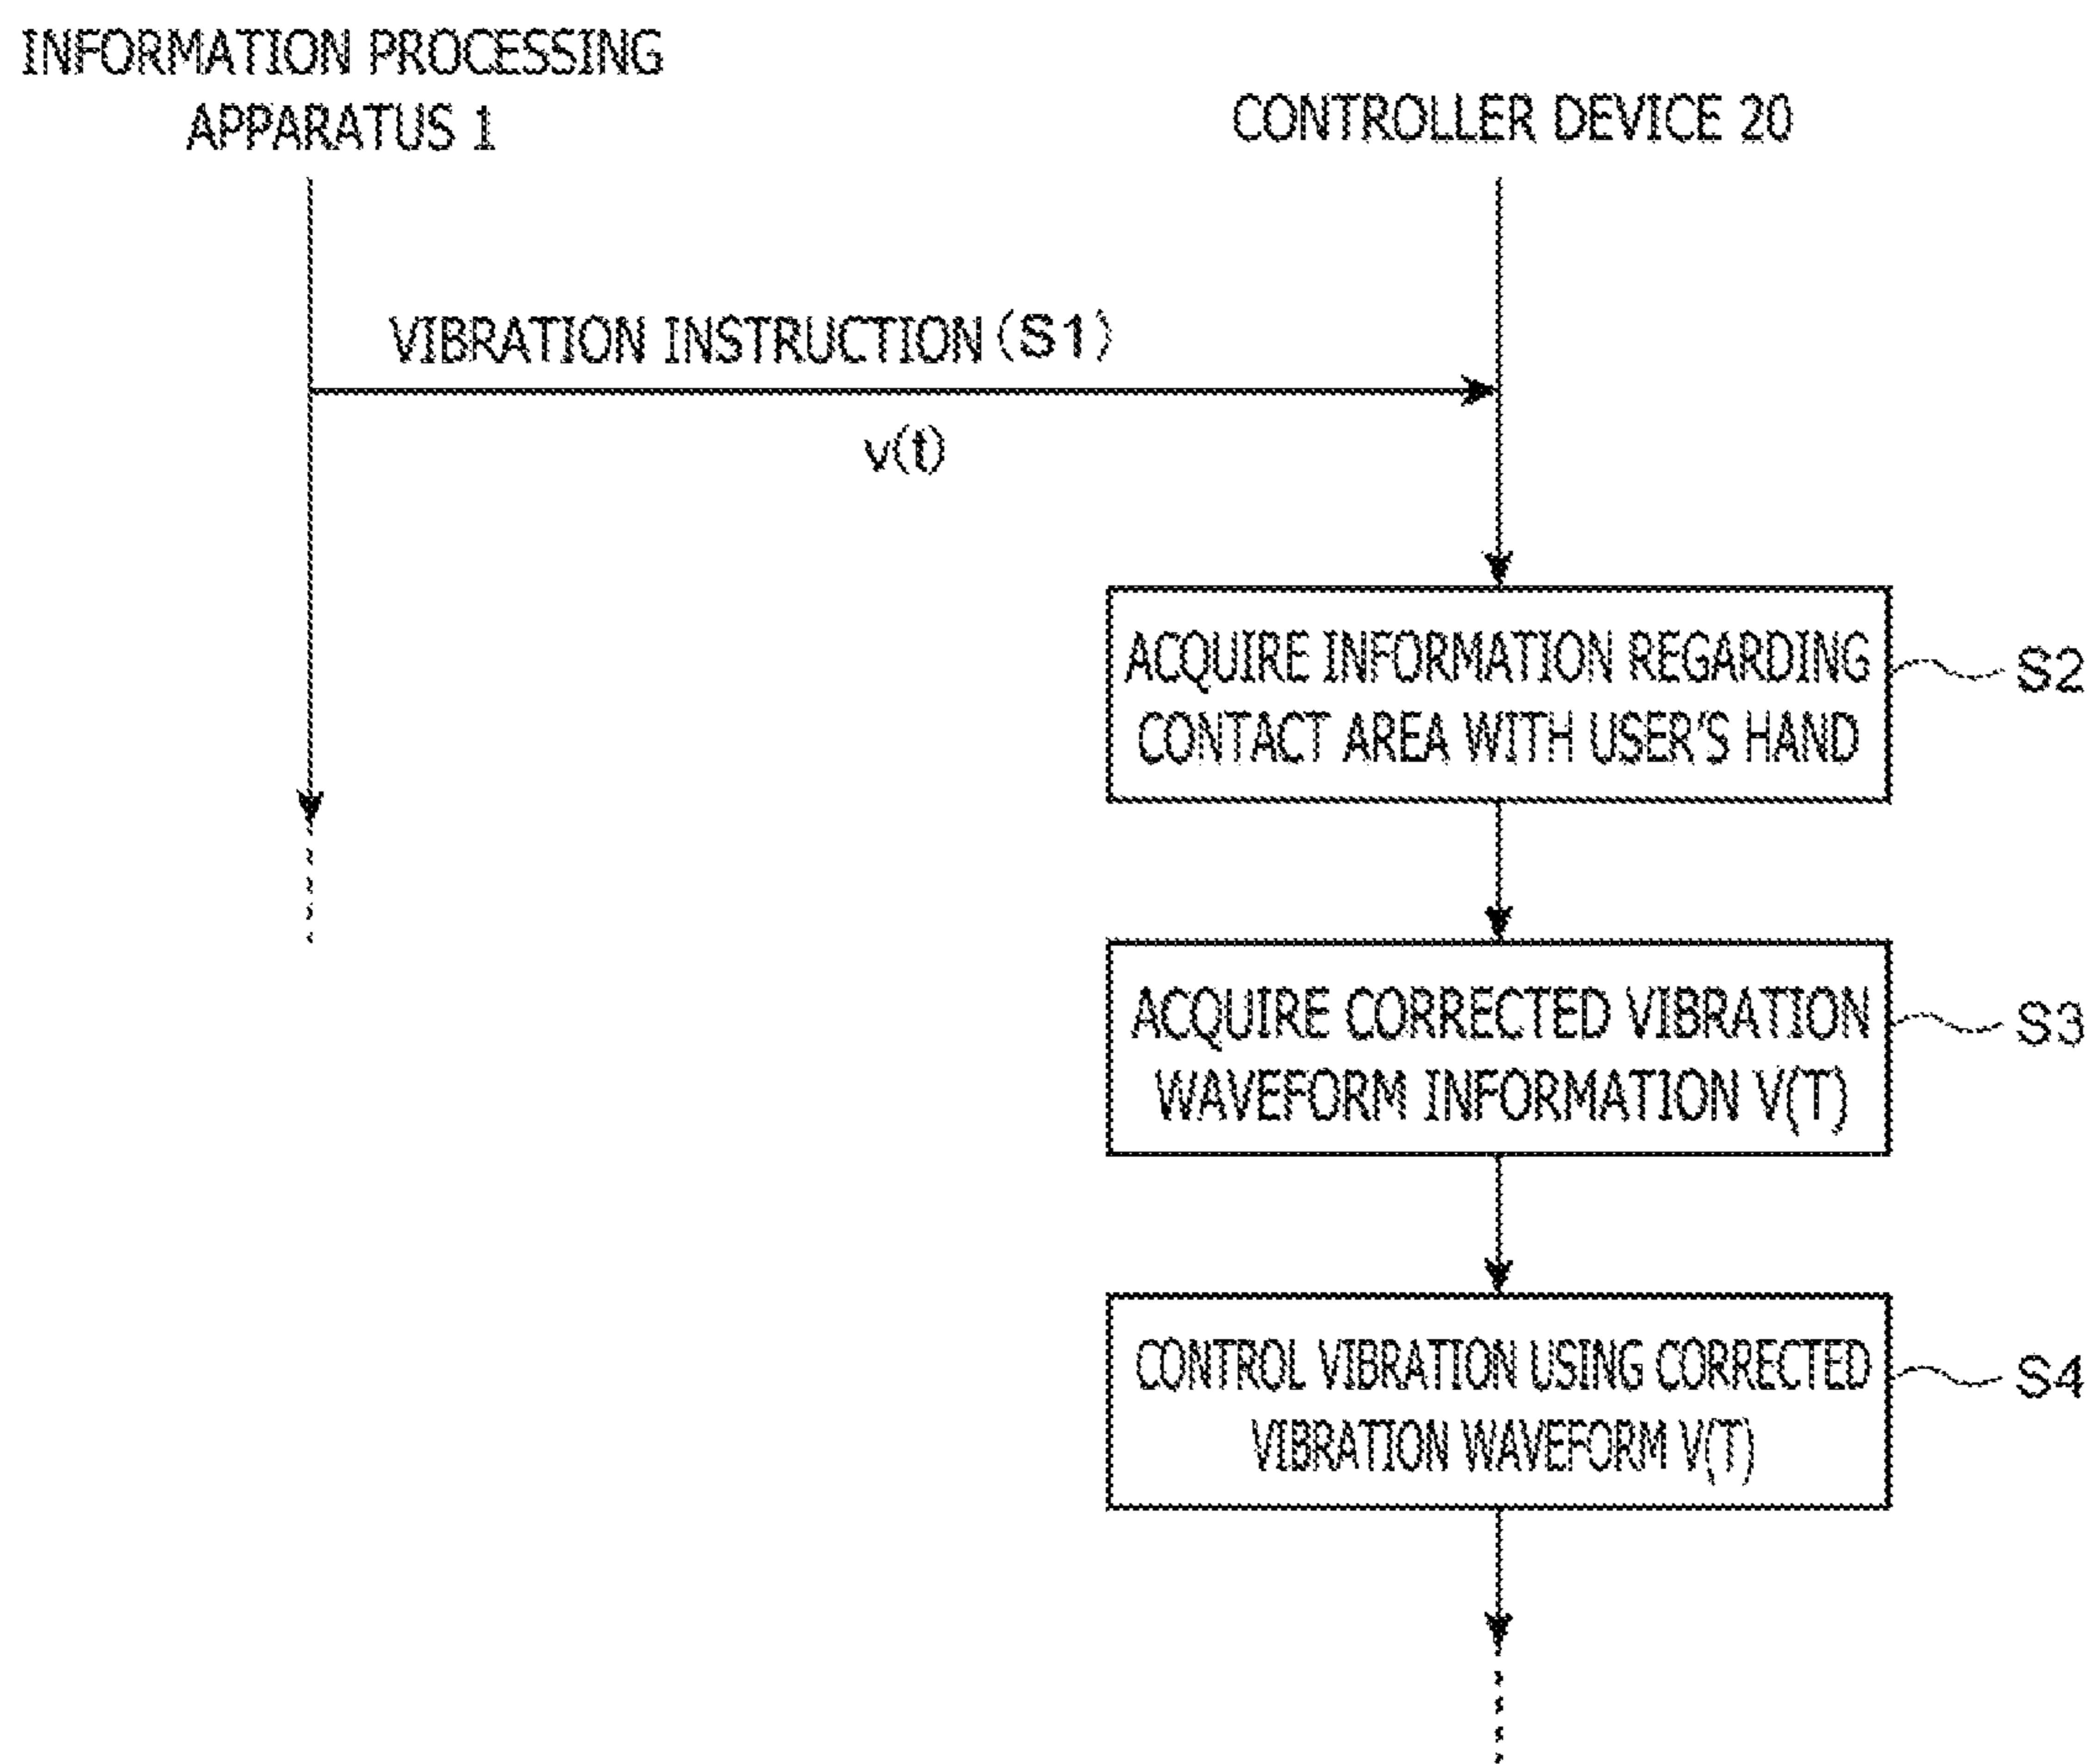 INFORMATION PROCESSING
APPARATUS 1
CONTROLLER DEVICE 20
VIBRATION INSTRUCTION (S1)
v(t)
ACQUIRE INFORMATION REGARDING
CONTACT AREA WITH USER'S HAND
S2
ACQUIRE CORRECTED VIBRATION
WAVEFORM INFORMATION V(T)
S3
CONTROL VIBRATION USING CORRECTED
VIBRATION WAVEFORM V(T)
S4